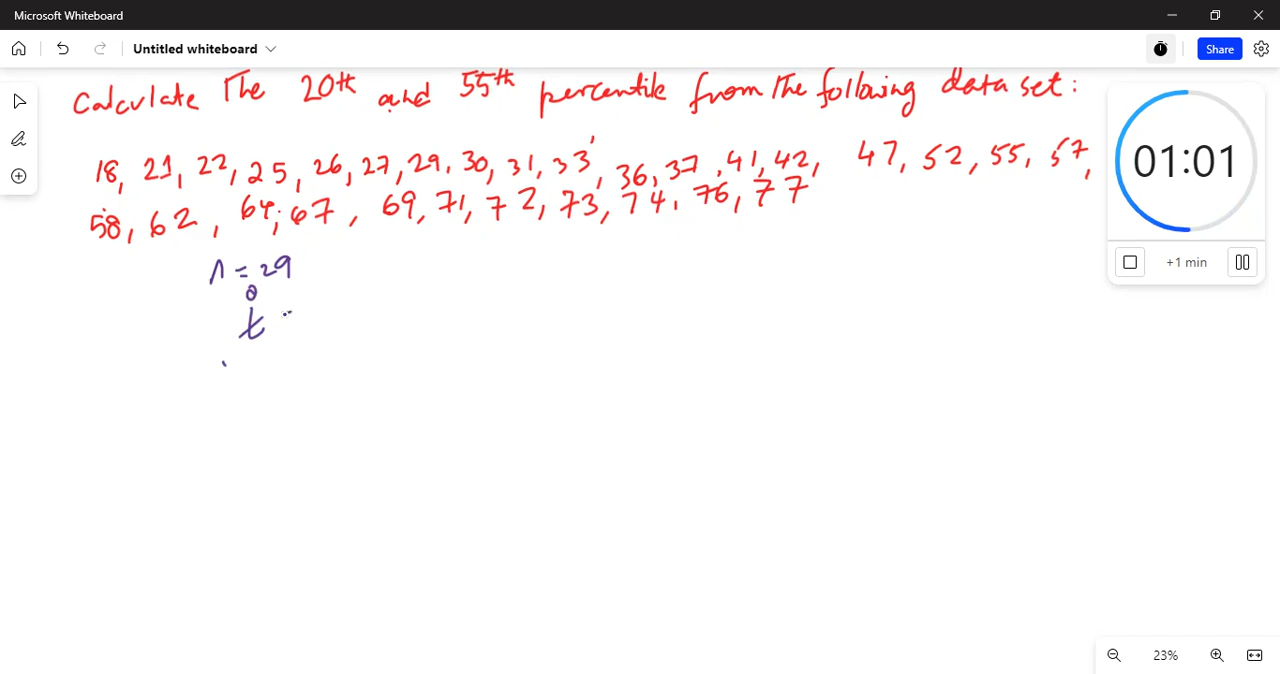 Microsoft Whiteboard
Untitled whiteboard
Share
Calculate The 20th and 55th percentile from the following data set:
18, 21, 22, 25, 26, 27, 29, 30, 31, 33, 36, 37, 41, 42, 47, 52, 55, 57,
58, 62, 64, 67, 69, 71, 72, 73, 74, 76, 77
01:01
+1 min
n = 29
23%